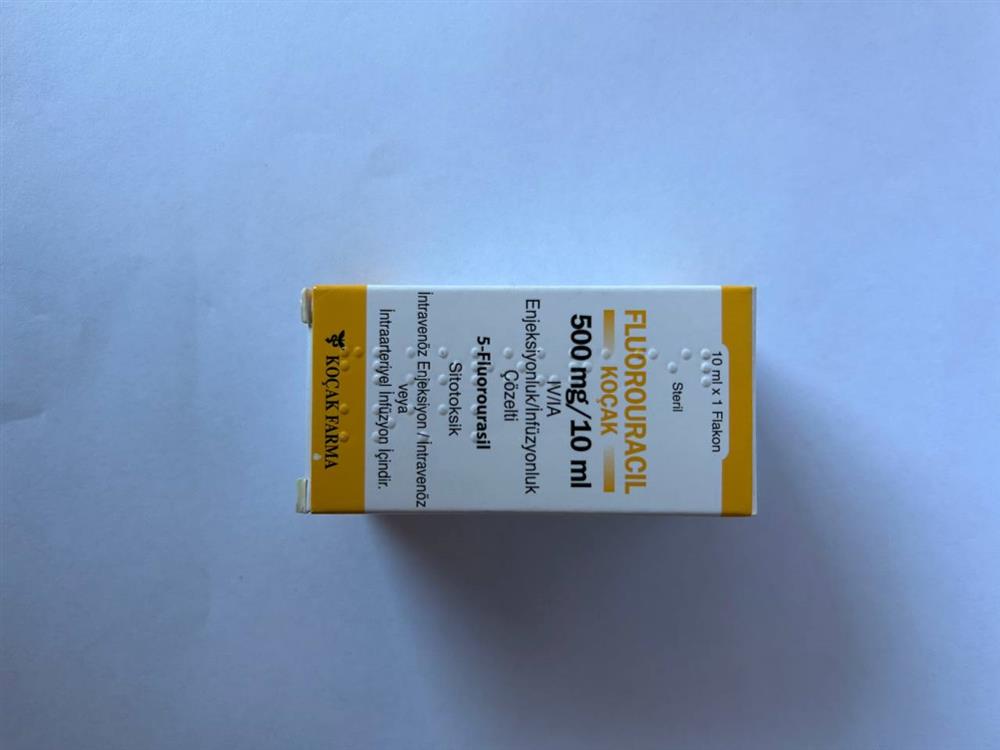 10 ml x 1 Flakon
Steril
FLUOROURACIL
KOÇAK
500 mg/10 ml
IV/IA
Enjeksiyonluk/İnfüzyonluk
Çözelti
5-Fluorourasil
Sitotoksik
İntravenöz Enjeksiyon / İntravenöz
veya
İntraarteriyel İnfüzyon İçindir.
KOÇAK FARMA